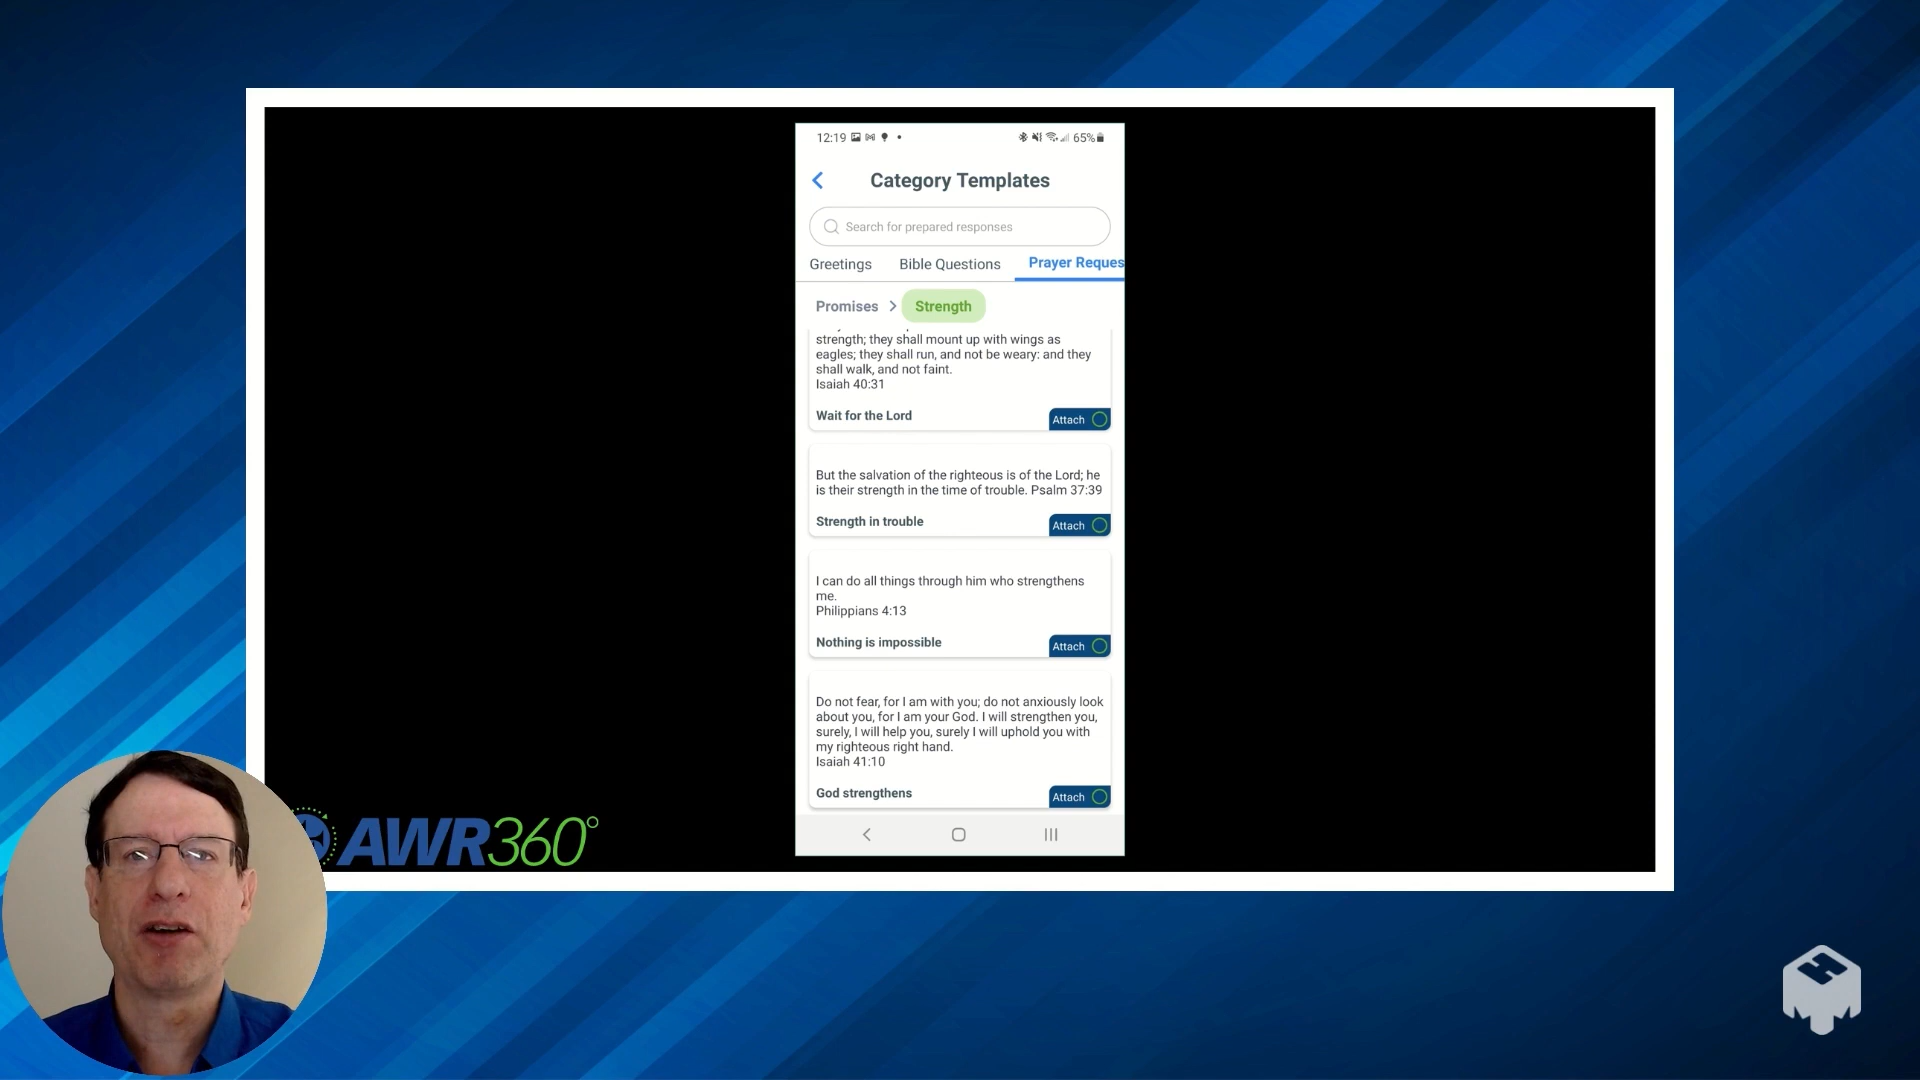 12:19
65%
Category Templates
Search for prepared responses
Greetings Bible Questions Prayer Reques
Promises > Strength
strength; they shall mount up with wings as
eagles; they shall run, and not be weary: and they
shall walk, and not faint.
Isaiah 40:31
Wait for the Lord
Attach
But the salvation of the righteous is of the Lord; he
is their strength in the time of trouble. Psalm 37:39
Strength in trouble
Attach
I can do all things through him who strengthens
me.
Philippians 4:13
Nothing is impossible
Attach
Do not fear, for I am with you; do not anxiously look
about you, for I am your God. I will strengthen you,
surely, I will help you, surely I will uphold you with
my righteous right hand.
Isaiah 41:10
God strengthens
Attach
AWR360°